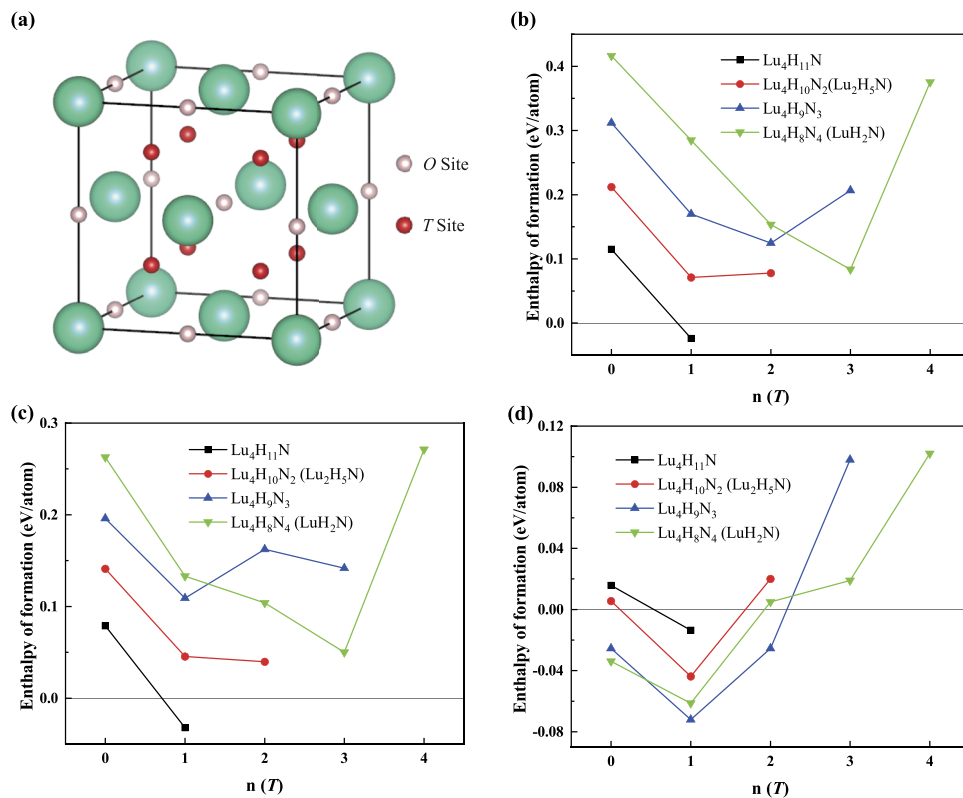 (a)
O Site
T Site
(b)
Enthalpy of formation (eV/atom)
0.4
0.3
0.2
0.1
0.0
Lu₄H₁₁N
Lu₄H₁₀N₂(Lu₂H₅N)
Lu₄H₉N₃
Lu₄H₈N₄ (LuH₂N)
0 1 2 3 4
n (T)
(c)
Enthalpy of formation (eV/atom)
0.3
0.2
0.1
0.0
Lu₄H₁₁N
Lu₄H₁₀N₂ (Lu₂H₅N)
Lu₄H₉N₃
Lu₄H₈N₄ (LuH₂N)
0 1 2 3 4
n (T)
(d)
Enthalpy of formation (eV/atom)
0.12
0.08
0.04
0.00
-0.04
-0.08
Lu₄H₁₁N
Lu₄H₁₀N₂ (Lu₂H₅N)
Lu₄H₉N₃
Lu₄H₈N₄ (LuH₂N)
0 1 2 3 4
n (T)